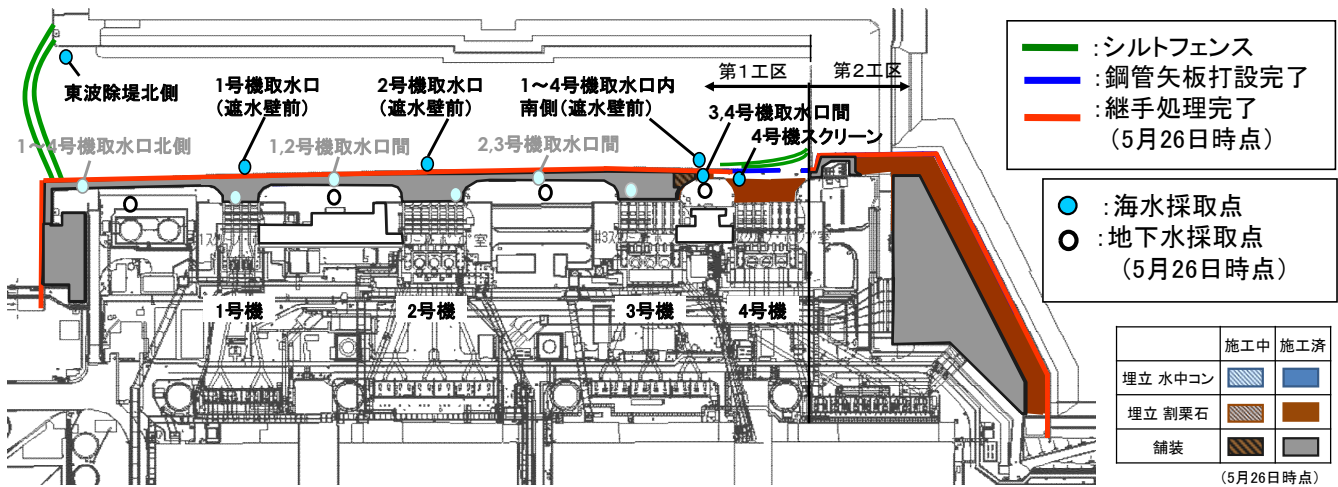 東波除堤北側
1号機取水口
(遮水壁前)
2号機取水口
(遮水壁前)
1～4号機取水口内
南側(遮水壁前)
第1工区
第2工区
3,4号機取水口間
4号機スクリーン
1～4号機取水口北側
1,2号機取水口間
2,3号機取水口間
1号機
2号機
3号機
4号機
:シルトフェンス
:鋼管矢板打設完了
:継手処理完了
(5月26日時点)
:海水採取点
:地下水採取点
(5月26日時点)
施工中 施工済
埋立 水中コン
埋立 割栗石
舗装
(5月26日時点)